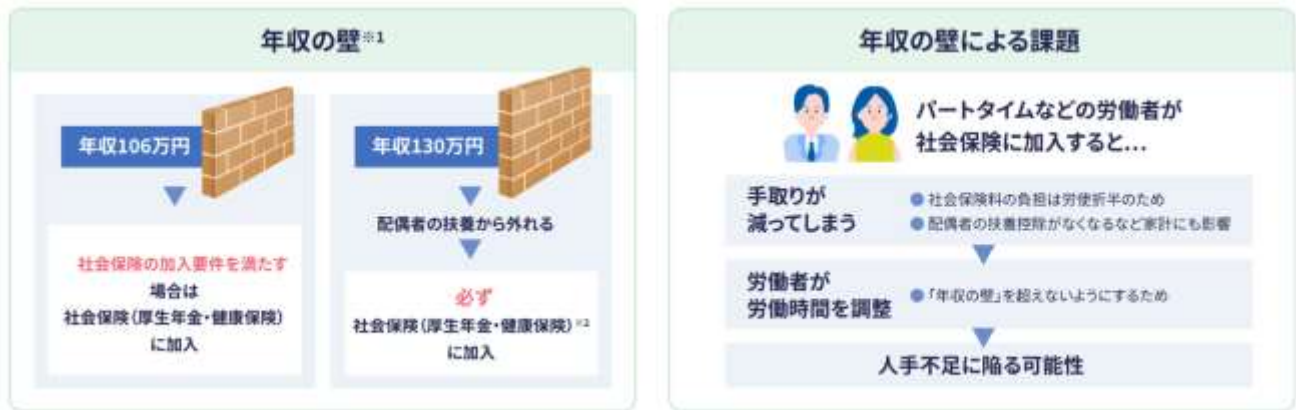 年収の壁※1
年収106万円
社会保険の加入要件を満たす
場合は
社会保険（厚生年金・健康保険）
に加入
年収130万円
配偶者の扶養から外れる
必ず
社会保険（厚生年金・健康保険）※2
に加入
年収の壁による課題
パートタイムなどの労働者が
社会保険に加入すると…
手取りが
減ってしまう
●社会保険料の負担は労使折半のため
●配偶者の扶養控除がなくなるなど家計にも影響
労働者が
労働時間を調整
●「年収の壁」を超えないようにするため
人手不足に陥る可能性